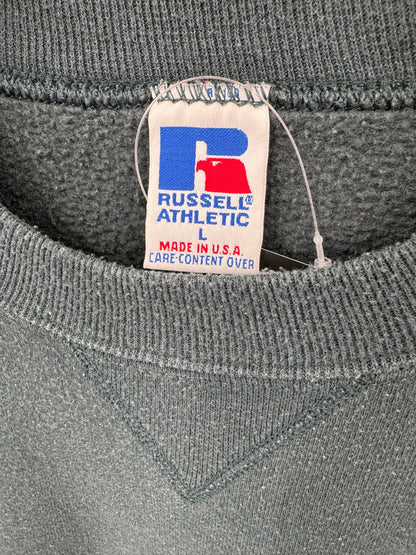 R
RUSSELL®
ATHLETIC
L
MADE IN U.S.A.
CARE-CONTENT OVER